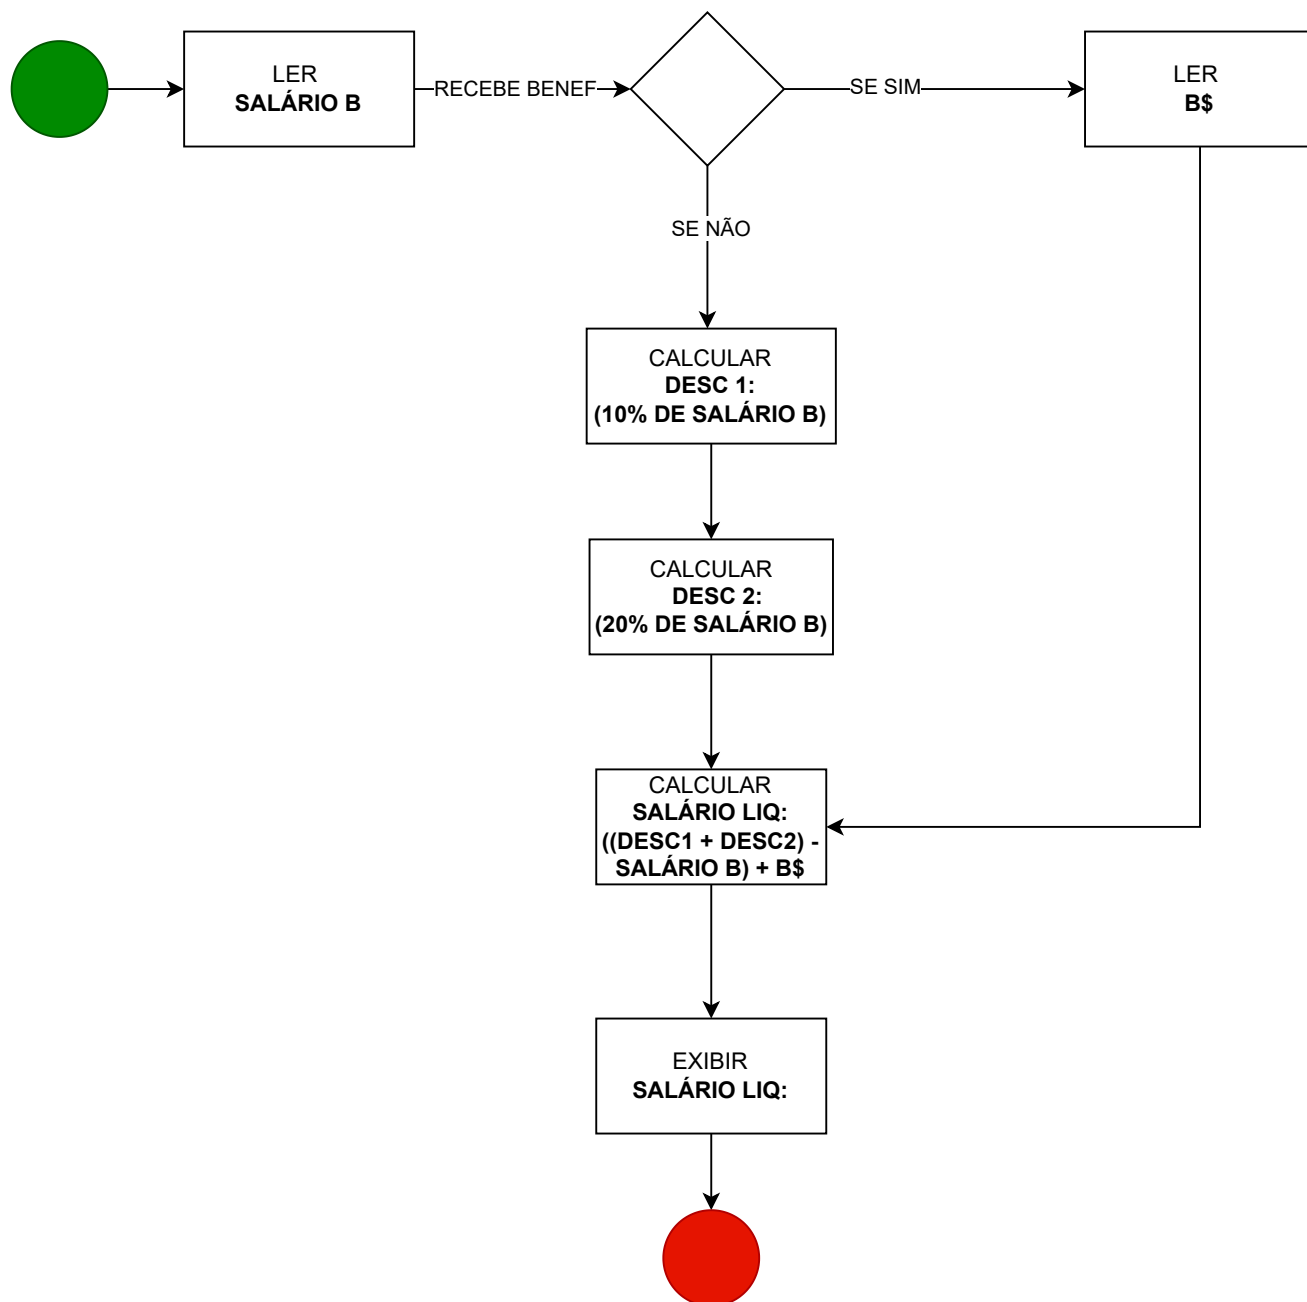 LER
SALÁRIO B
RECEBE BENEF
SE SIM
LER
B$
SE NÃO
CALCULAR
DESC 1:
(10% DE SALÁRIO B)
CALCULAR
DESC 2:
(20% DE SALÁRIO B)
CALCULAR
SALÁRIO LIQ:
((DESC1 + DESC2) -
SALÁRIO B) + B$
EXIBIR
SALÁRIO LIQ: